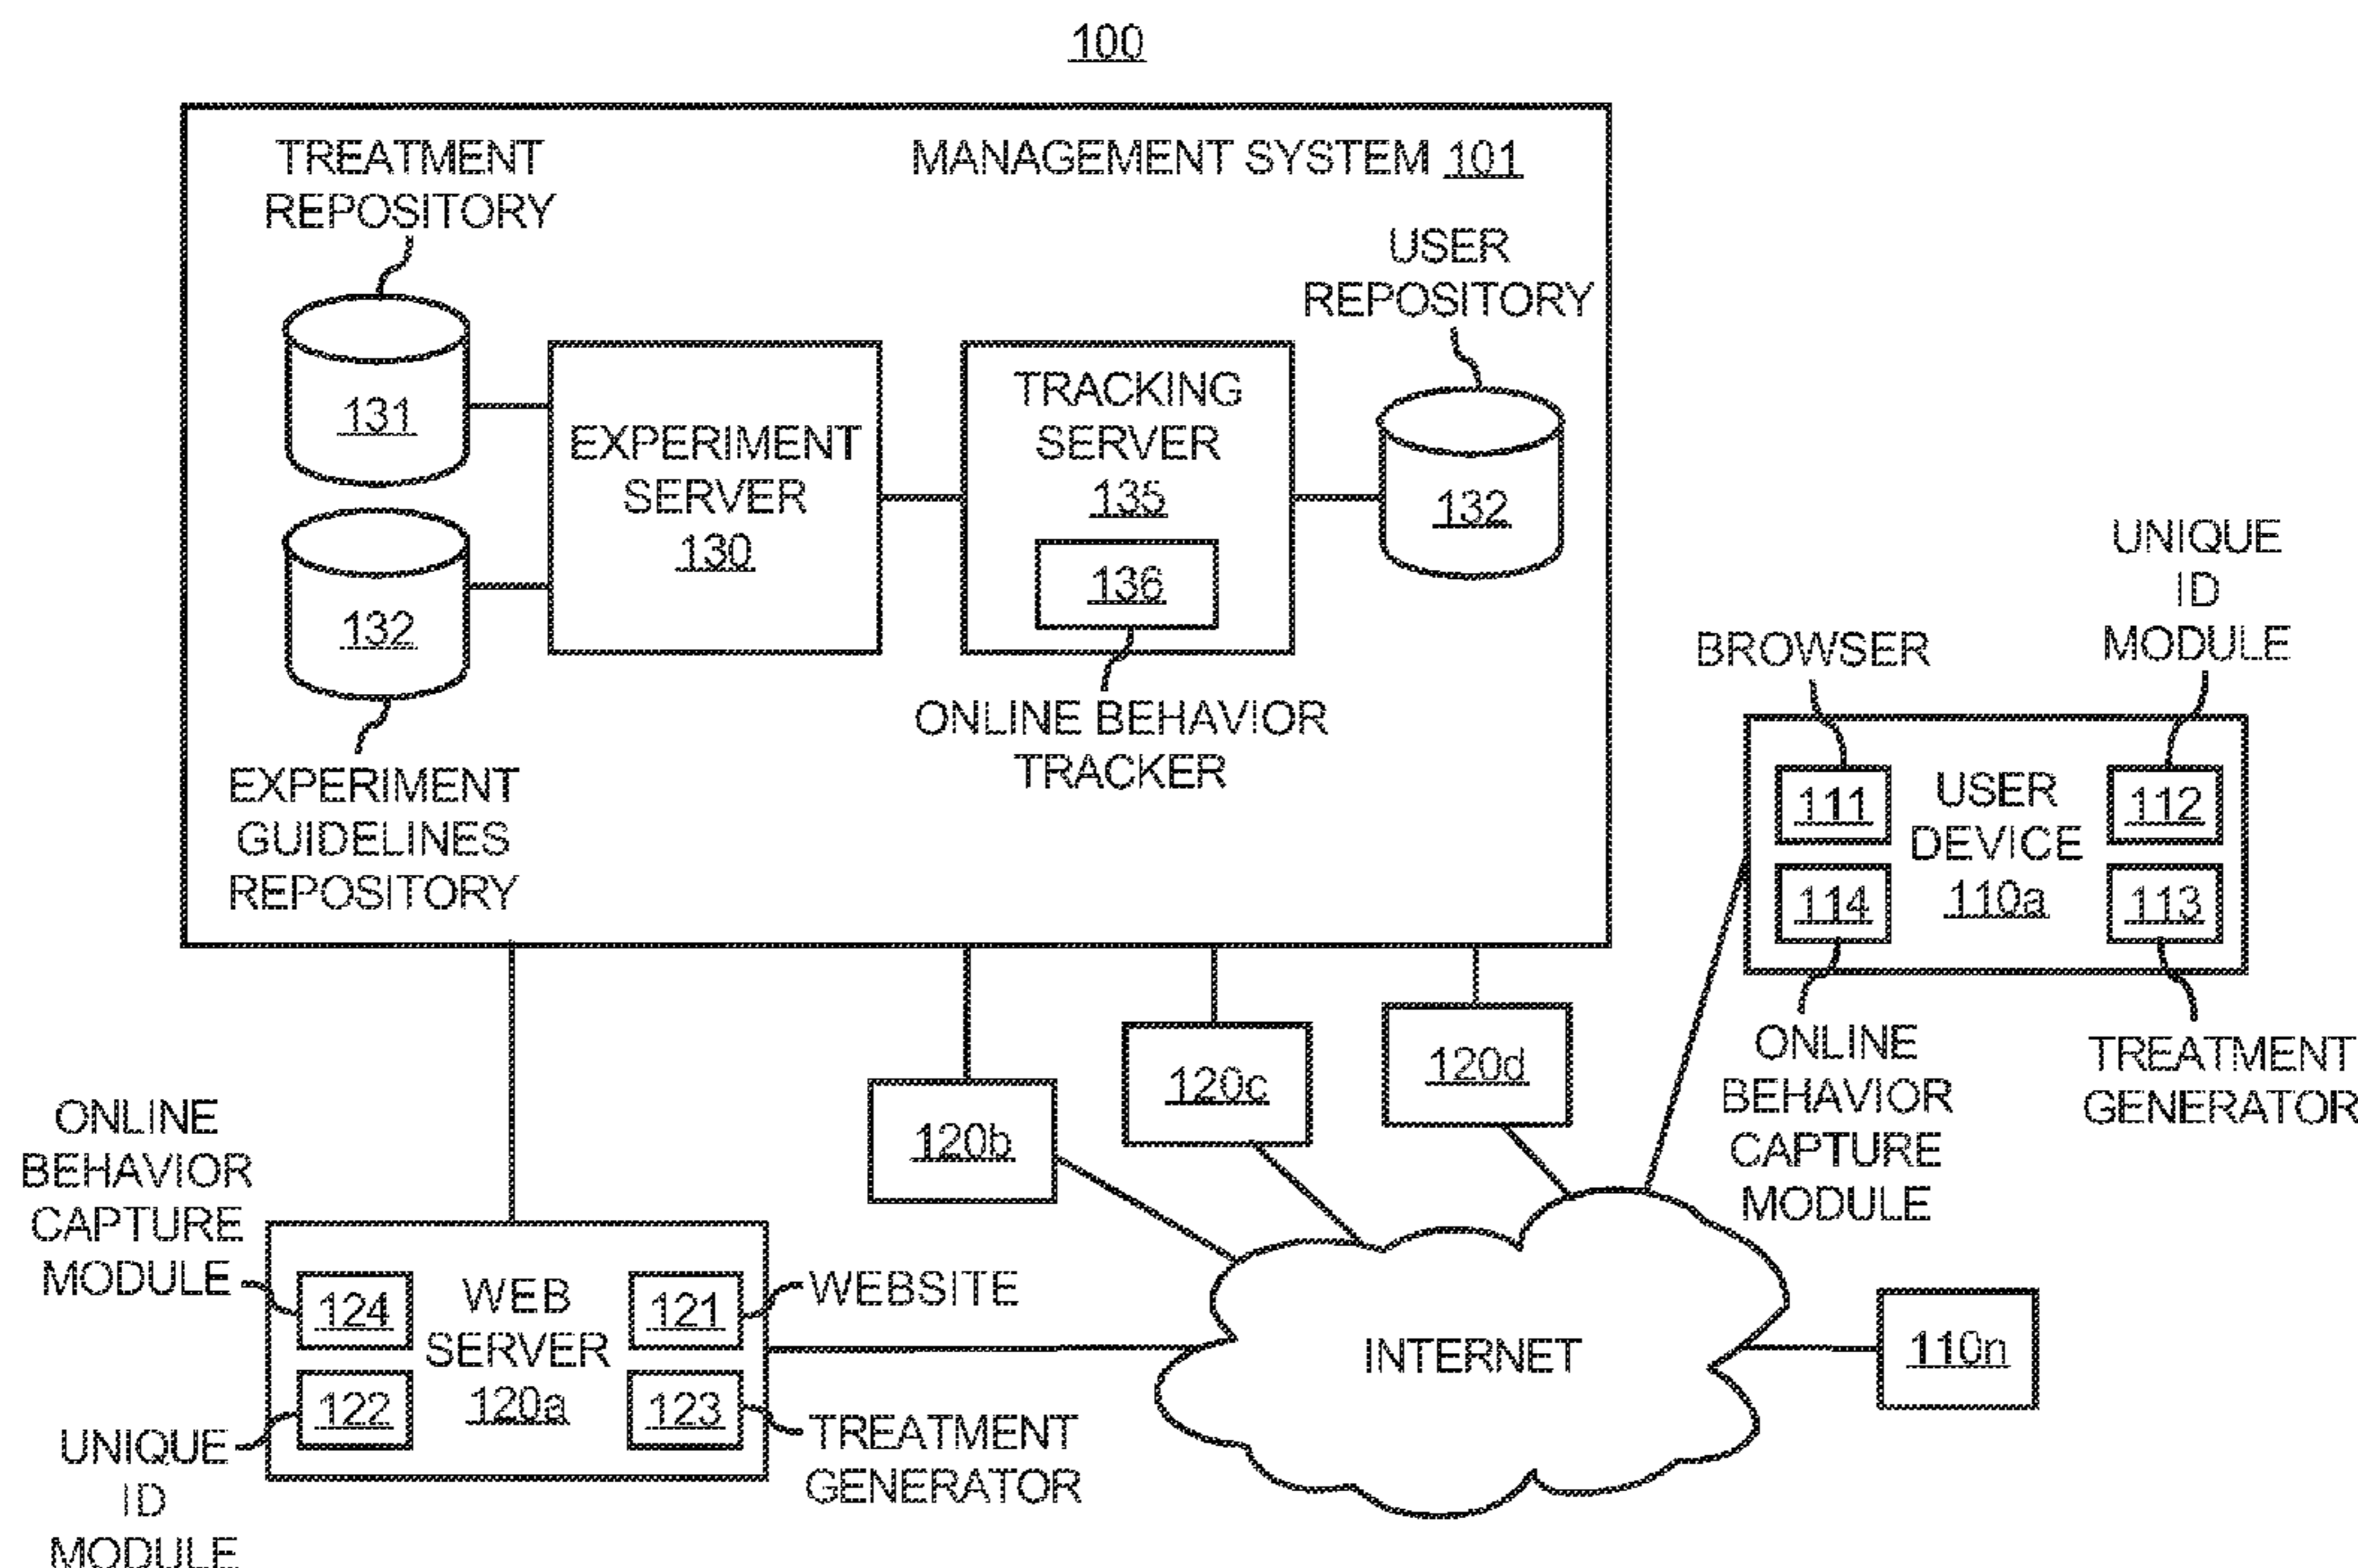 100
MANAGEMENT SYSTEM 101
TREATMENT
REPOSITORY
131
132
EXPERIMENT
GUIDELINES
REPOSITORY
EXPERIMENT
SERVER
130
TRACKING
SERVER
135
136
ONLINE BEHAVIOR
TRACKER
USER
REPOSITORY
132
BROWSER
UNIQUE
ID
MODULE
111
USER
DEVICE
110a
112
114
113
ONLINE
BEHAVIOR
CAPTURE
MODULE
TREATMENT
GENERATOR
120b
120c
120d
ONLINE
BEHAVIOR
CAPTURE
MODULE
124
WEB
SERVER
120a
121
WEBSITE
122
123
UNIQUE
ID
MODULE
TREATMENT
GENERATOR
INTERNET
110n